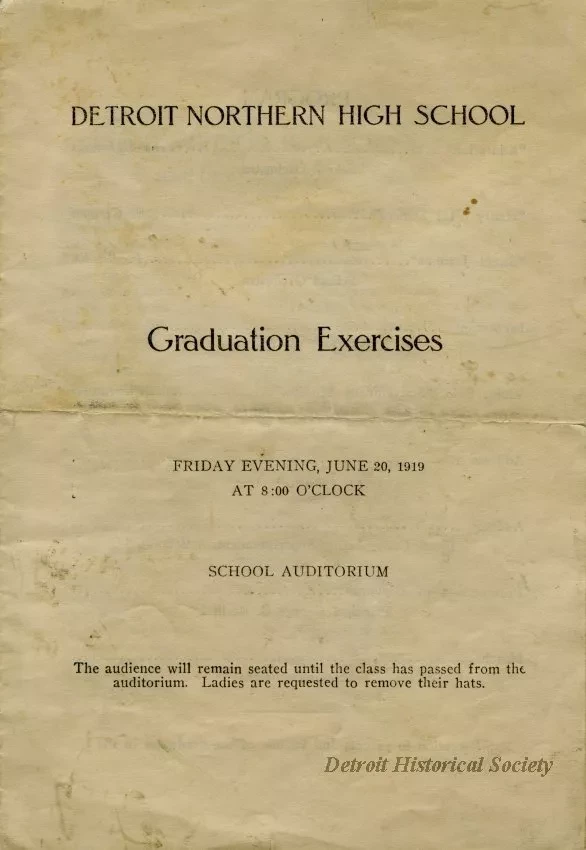 DETROIT NORTHERN HIGH SCHOOL
Graduation Exercises
FRIDAY EVENING, JUNE 20, 1919
AT 8:00 O'CLOCK
SCHOOL AUDITORIUM
The audience will remain seated until the class has passed from the
auditorium. Ladies are requested to remove their hats.
Detroit Historical Society